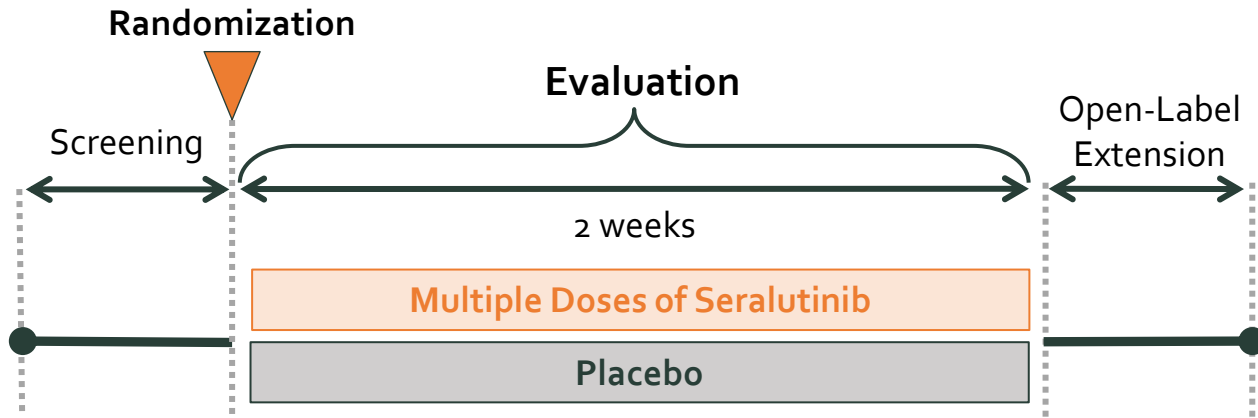 Randomization
Evaluation
Screening
Open-Label
Extension
2 weeks
Multiple Doses of Seralutinib
Placebo